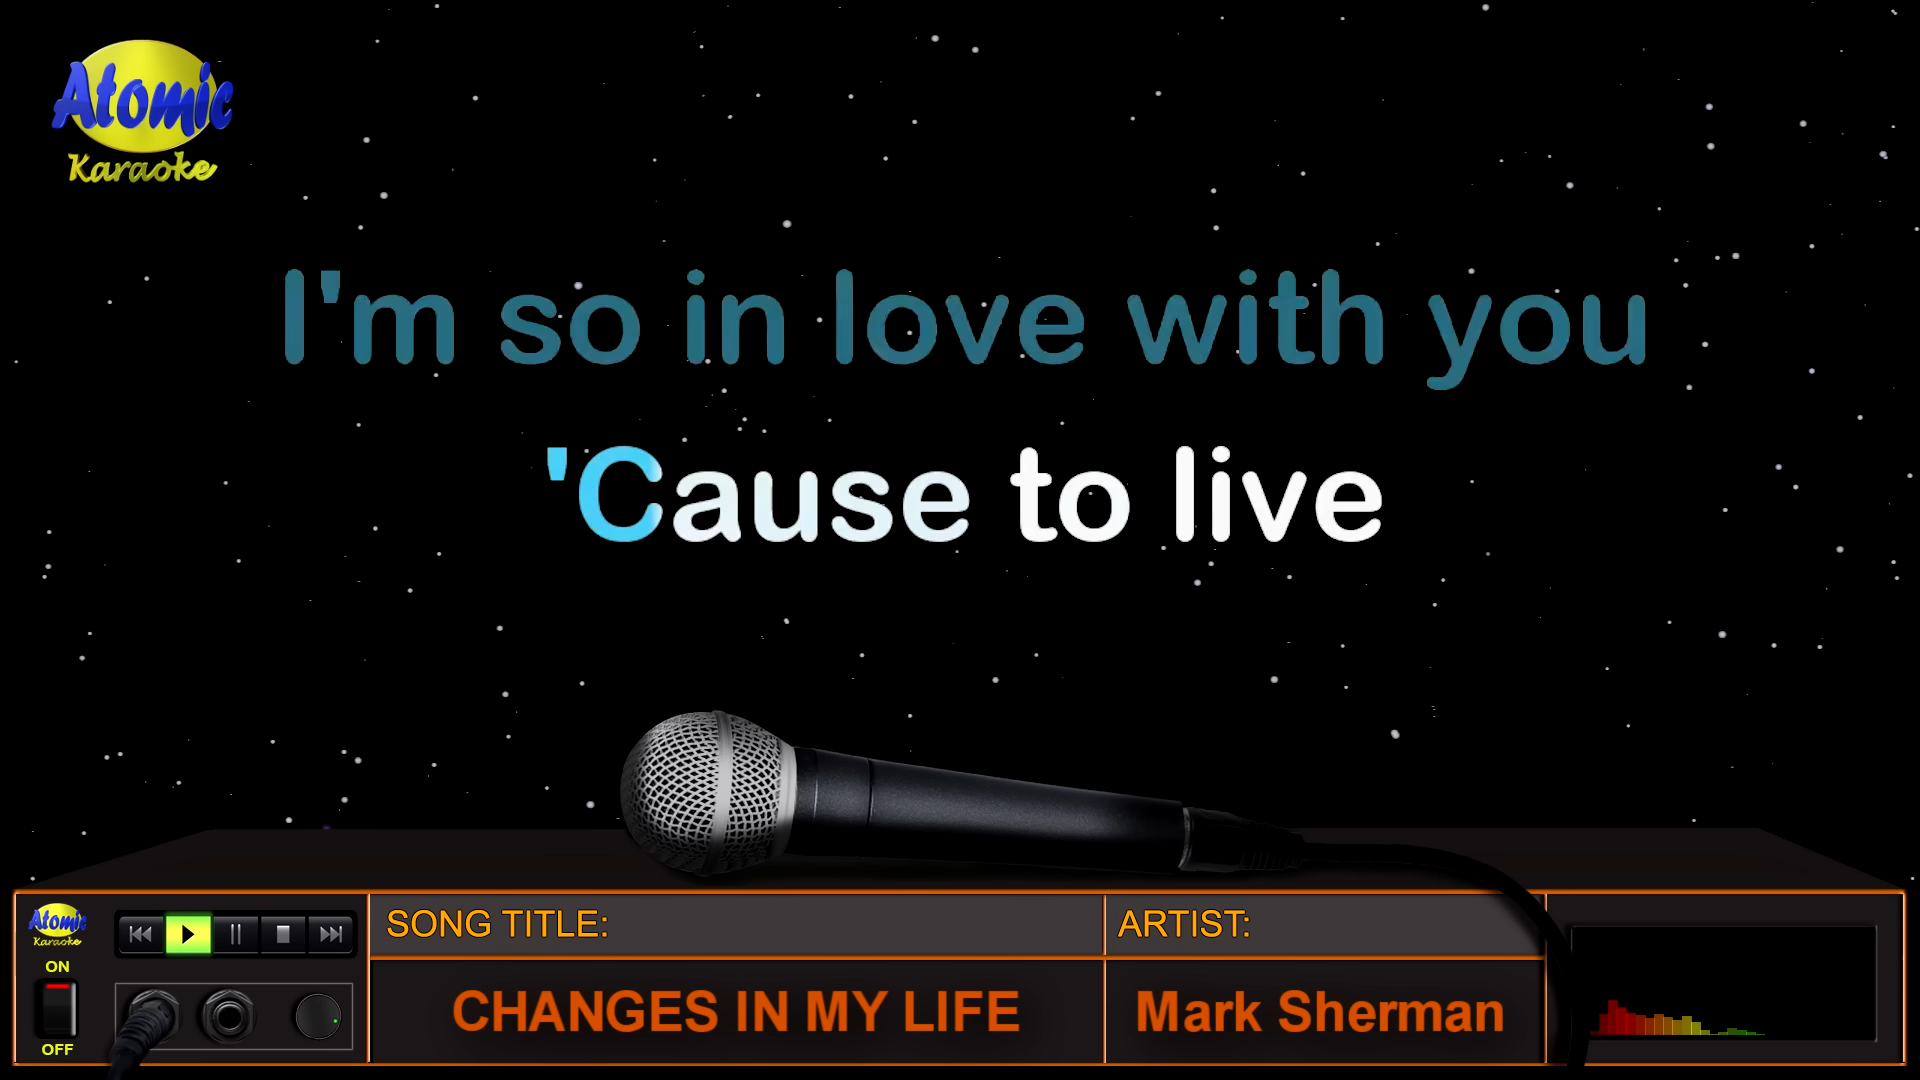 Atomic
Karaoke
I'm so in love with you
'Cause to live
Atomic
Karaoke
ON
OFF
SONG TITLE:
CHANGES IN MY LIFE
ARTIST:
Mark Sherman